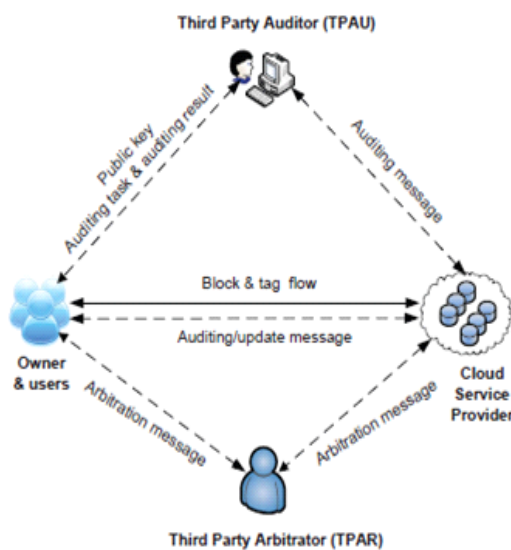 Third Party Auditor (TPAU)
Public key
Auditing task & auditing result
Auditing message
Block & tag flow
Auditing/update message
Owner
& users
Cloud
Service
Provider
Arbitration message
Arbitration message
Third Party Arbitrator (TPAR)